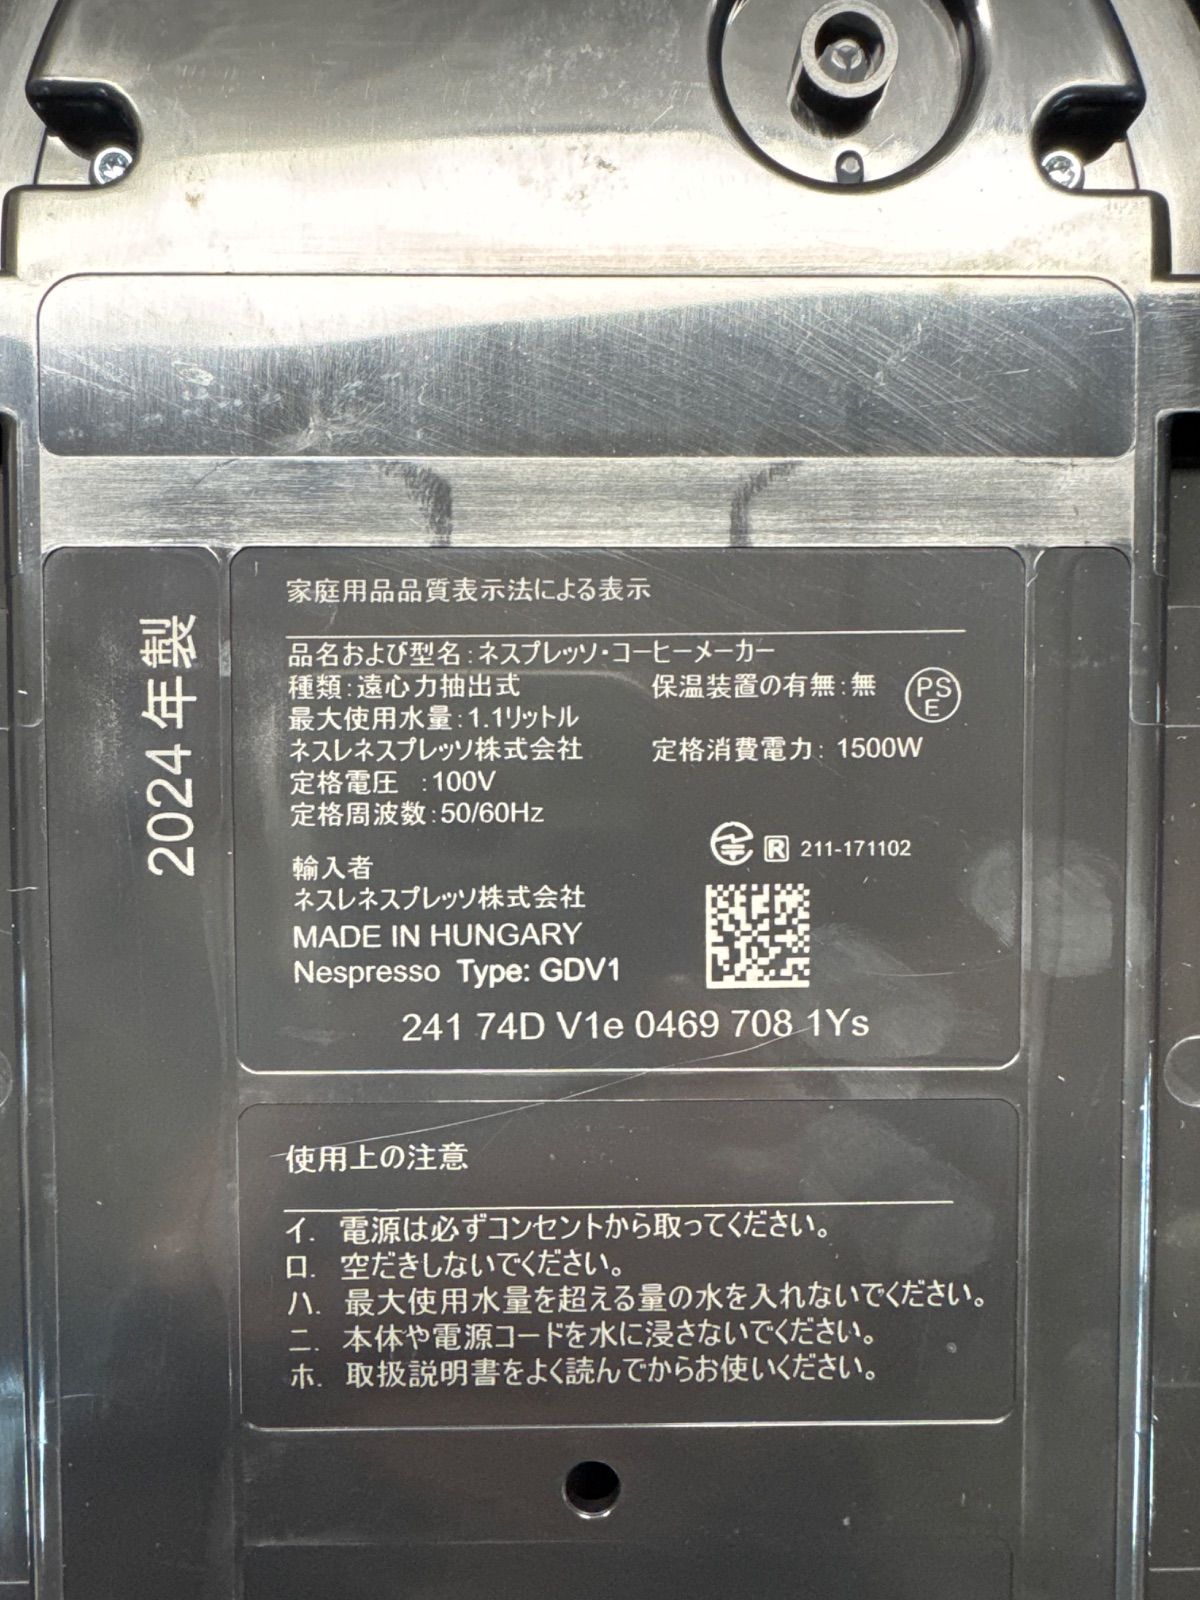 2024年製
家庭用品品質表示法による表示
品名および型名：ネスプレッソ・コーヒーメーカー
種類：遠心力抽出式 保温装置の有無：無 PS E
最大使用水量：1.1リットル
ネスレネスプレッソ株式会社 定格消費電力： 1500W
定格電圧 ：100V
定格周波数：50/60Hz
R 211-171102
輸入者
ネスレネスプレッソ株式会社
MADE IN HUNGARY
Nespresso Type: GDV1
241 74D V1e 0469 708 1Ys
使用上の注意
イ． 電源は必ずコンセントから取ってください。
ロ． 空だきしないでください。
ハ． 最大使用水量を超える量の水を入れないでください。
ニ． 本体や電源コードを水に浸さないでください。
ホ． 取扱説明書をよく読んでからお使いください。